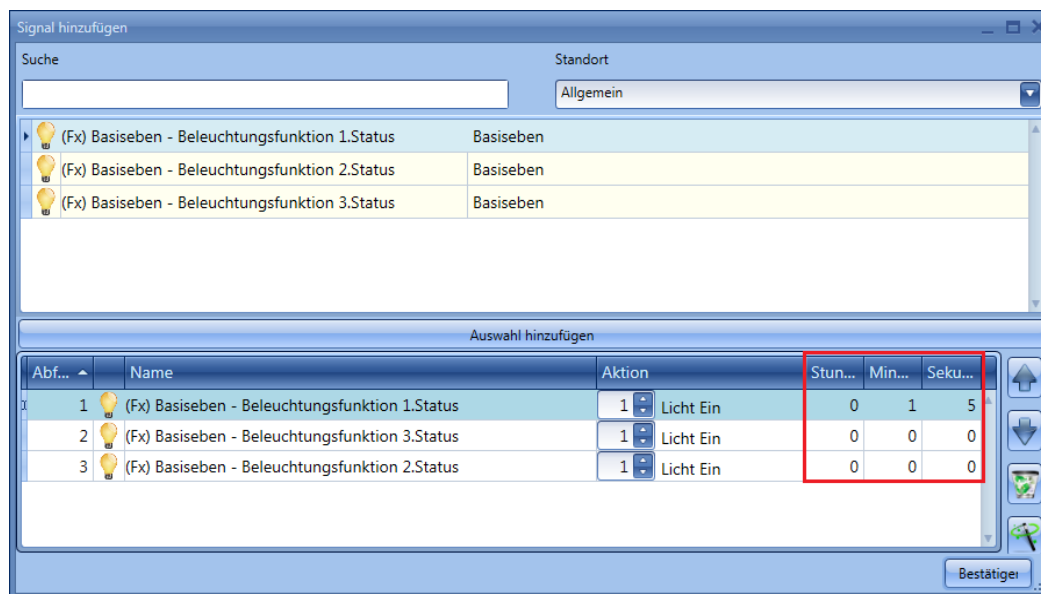 Signal hinzufügen
Suche
Standort
Allgemein
(Fx) Basiseben - Beleuchtungsfunktion 1.Status Basiseben
(Fx) Basiseben - Beleuchtungsfunktion 2.Status Basiseben
(Fx) Basiseben - Beleuchtungsfunktion 3.Status Basiseben
Auswahl hinzufügen
Abf... Name Aktion Stun... Min... Seku...
1 (Fx) Basiseben - Beleuchtungsfunktion 1.Status 1 Licht Ein 0 1 5
2 (Fx) Basiseben - Beleuchtungsfunktion 3.Status 1 Licht Ein 0 0 0
3 (Fx) Basiseben - Beleuchtungsfunktion 2.Status 1 Licht Ein 0 0 0
Bestätiger